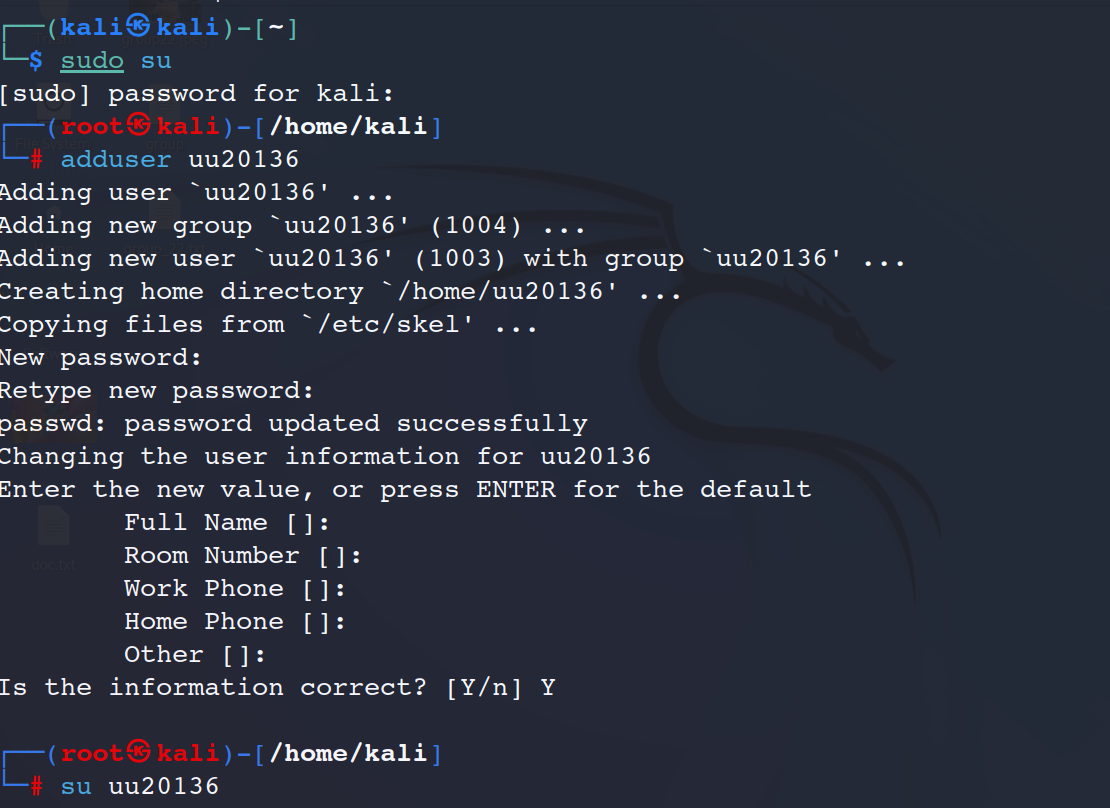 ┌──(kali㉿kali)-[~]
└─$ sudo su
[sudo] password for kali:
┌──(root㉿kali)-[/home/kali]
└─# adduser uu20136
Adding user `uu20136' ...
Adding new group `uu20136' (1004) ...
Adding new user `uu20136' (1003) with group `uu20136' ...
Creating home directory `/home/uu20136' ...
Copying files from `/etc/skel' ...
New password:
Retype new password:
passwd: password updated successfully
Changing the user information for uu20136
Enter the new value, or press ENTER for the default
Full Name []:
Room Number []:
Work Phone []:
Home Phone []:
Other []:
Is the information correct? [Y/n] Y
┌──(root㉿kali)-[/home/kali]
└─# su uu20136
doc.txt